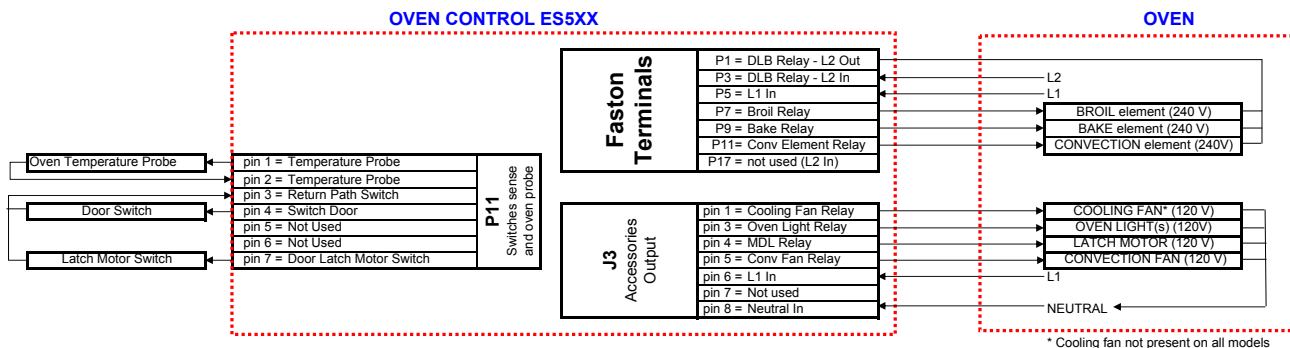 OVEN CONTROL ES5XX
OVEN
Faston
Terminals
P1 = DLB Relay - L2 Out
P3 = DLB Relay - L2 In
P5 = L1 In
P7 = Broil Relay
P9 = Bake Relay
P11= Conv Element Relay
P17 = not used (L2 In)
L2
L1
BROIL element (240 V)
BAKE element (240 V)
CONVECTION element (240V)
Oven Temperature Probe
Door Switch
Latch Motor Switch
pin 1 = Temperature Probe
pin 2 = Temperature Probe
pin 3 = Return Path Switch
pin 4 = Switch Door
pin 5 = Not Used
pin 6 = Not Used
pin 7 = Door Latch Motor Switch
P11
Switches sense
and oven probe
J3
Accessories
Output
pin 1 = Cooling Fan Relay
pin 3 = Oven Light Relay
pin 4 = MDL Relay
pin 5 = Conv Fan Relay
pin 6 = L1 In
pin 7 = Not used
pin 8 = Neutral In
COOLING FAN* (120 V)
OVEN LIGHT(s) (120V)
LATCH MOTOR (120 V)
CONVECTION FAN (120 V)
L1
NEUTRAL
* Cooling fan not present on all models